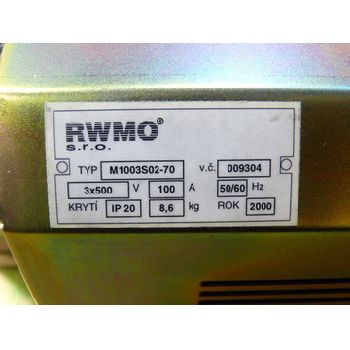 RWMO
s.r.o.
TYP M1003S02-70 v.č. 009304
3x500 V 100 A 50/60 Hz
KRYTÍ IP 20 8,6 kg ROK 2000